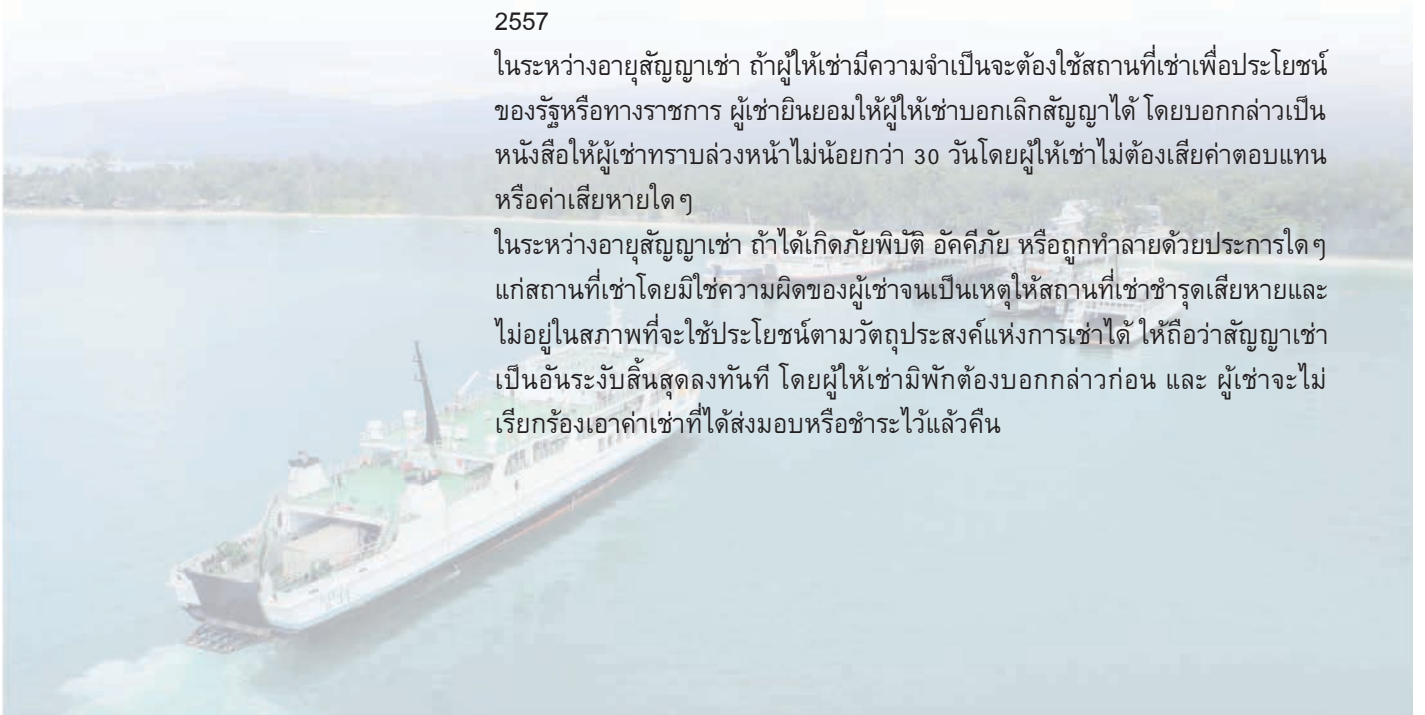 2557
ในระหว่างอายุสัญญาเช่า ถ้าผู้ให้เช่ามีความจำเป็นจะต้องใช้สถานที่เช่าเพื่อประโยชน์
ของรัฐหรือทางราชการ ผู้เช่ายินยอมให้ผู้ให้เช่าบอกเลิกสัญญาได้ โดยบอกกล่าวเป็น
หนังสือให้ผู้เช่าทราบล่วงหน้าไม่น้อยกว่า 30 วันโดยผู้ให้เช่าไม่ต้องเสียค่าตอบแทน
หรือค่าเสียหายใดๆ
ในระหว่างอายุสัญญาเช่า ถ้าได้เกิดภัยพิบัติ อัคคีภัย หรือถูกทำลายด้วยประการใดๆ
แก่สถานที่เช่าโดยมิใช่ความผิดของผู้เช่าจนเป็นเหตุให้สถานที่เช่าชำรุดเสียหายและ
ไม่อยู่ในสภาพที่จะใช้ประโยชน์ตามวัตถุประสงค์แห่งการเช่าได้ ให้ถือว่าสัญญาเช่า
เป็นอันระงับสิ้นสุดลงทันที โดยผู้ให้เช่ามิพักต้องบอกกล่าวก่อน และ ผู้เช่าจะไม่
เรียกร้องเอาค่าเช่าที่ได้ส่งมอบหรือชำระไว้แล้วคืน